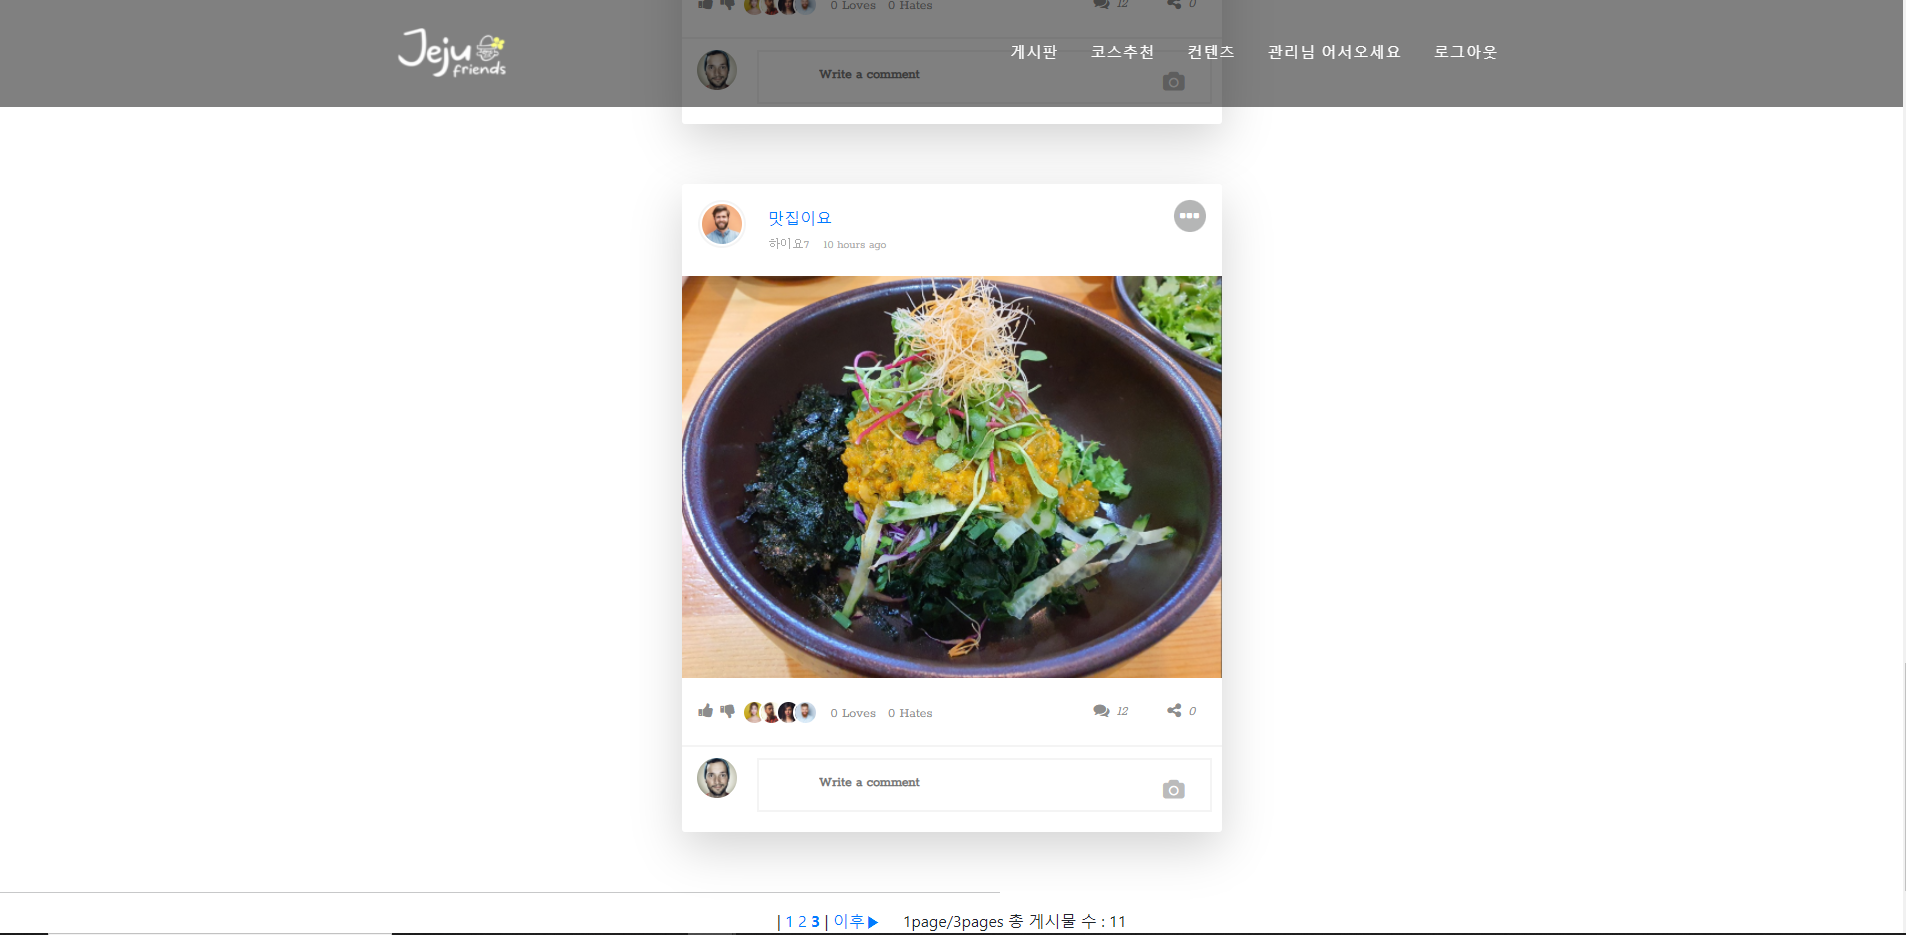 0 Loves 0 Hates 12 0
Jeju friends
게시판 코스추천 컨텐츠 관리님 어서오세요 로그아웃
Write a comment
맛집이요
하이요7 10 hours ago
0 Loves 0 Hates 12 0
Write a comment
| 1 2 3 | 이후▶ 1page/3pages 총 게시물 수 : 11